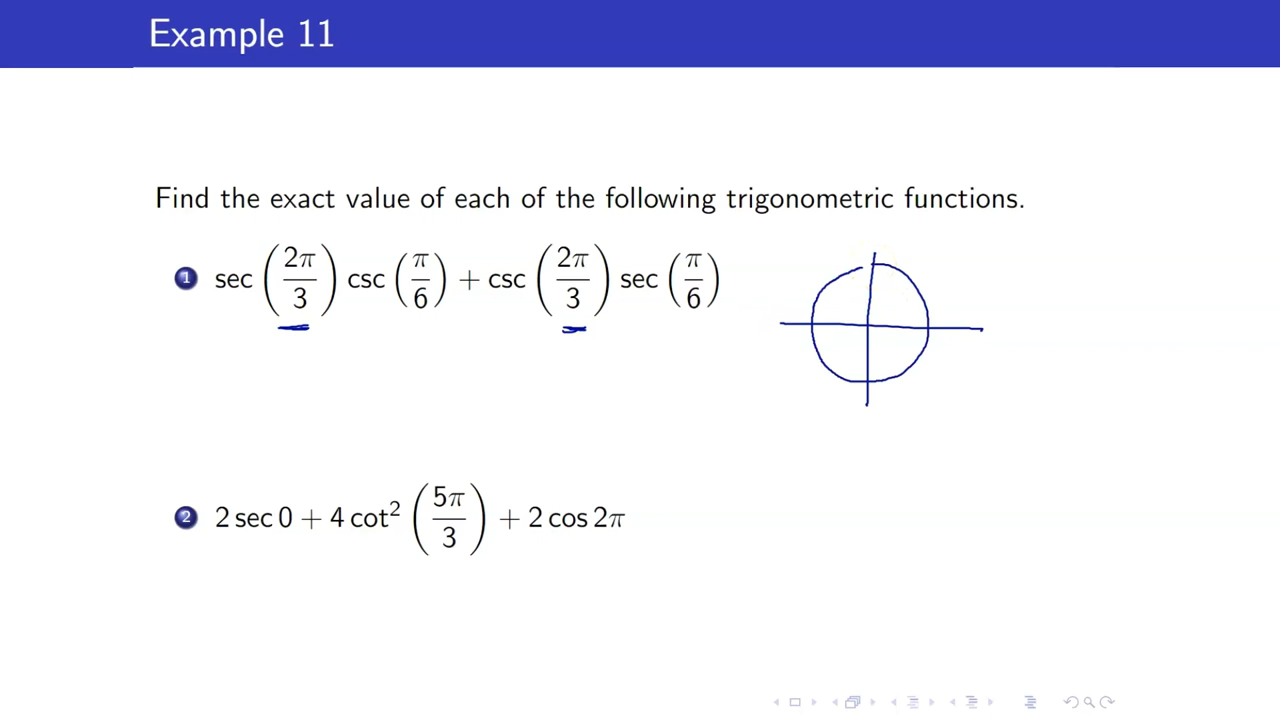 Example 11
Find the exact value of each of the following trigonometric functions.
1 sec(2π/3) csc(π/6) + csc(2π/3) sec(π/6)
2 2 sec 0 + 4 cot²(5π/3) + 2 cos 2π